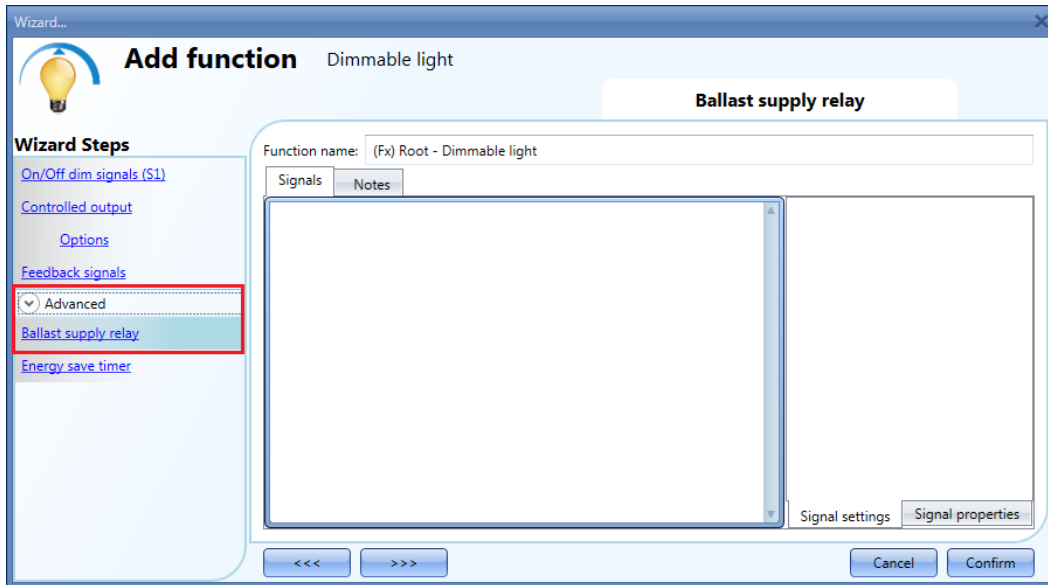 Wizard...
Add function Dimmable light
Ballast supply relay
Wizard Steps
On/Off dim signals (S1)
Controlled output
Options
Feedback signals
Advanced
Ballast supply relay
Energy save timer
Function name: (Fx) Root - Dimmable light
Signals Notes
Signal settings Signal properties
<<< >>> Cancel Confirm